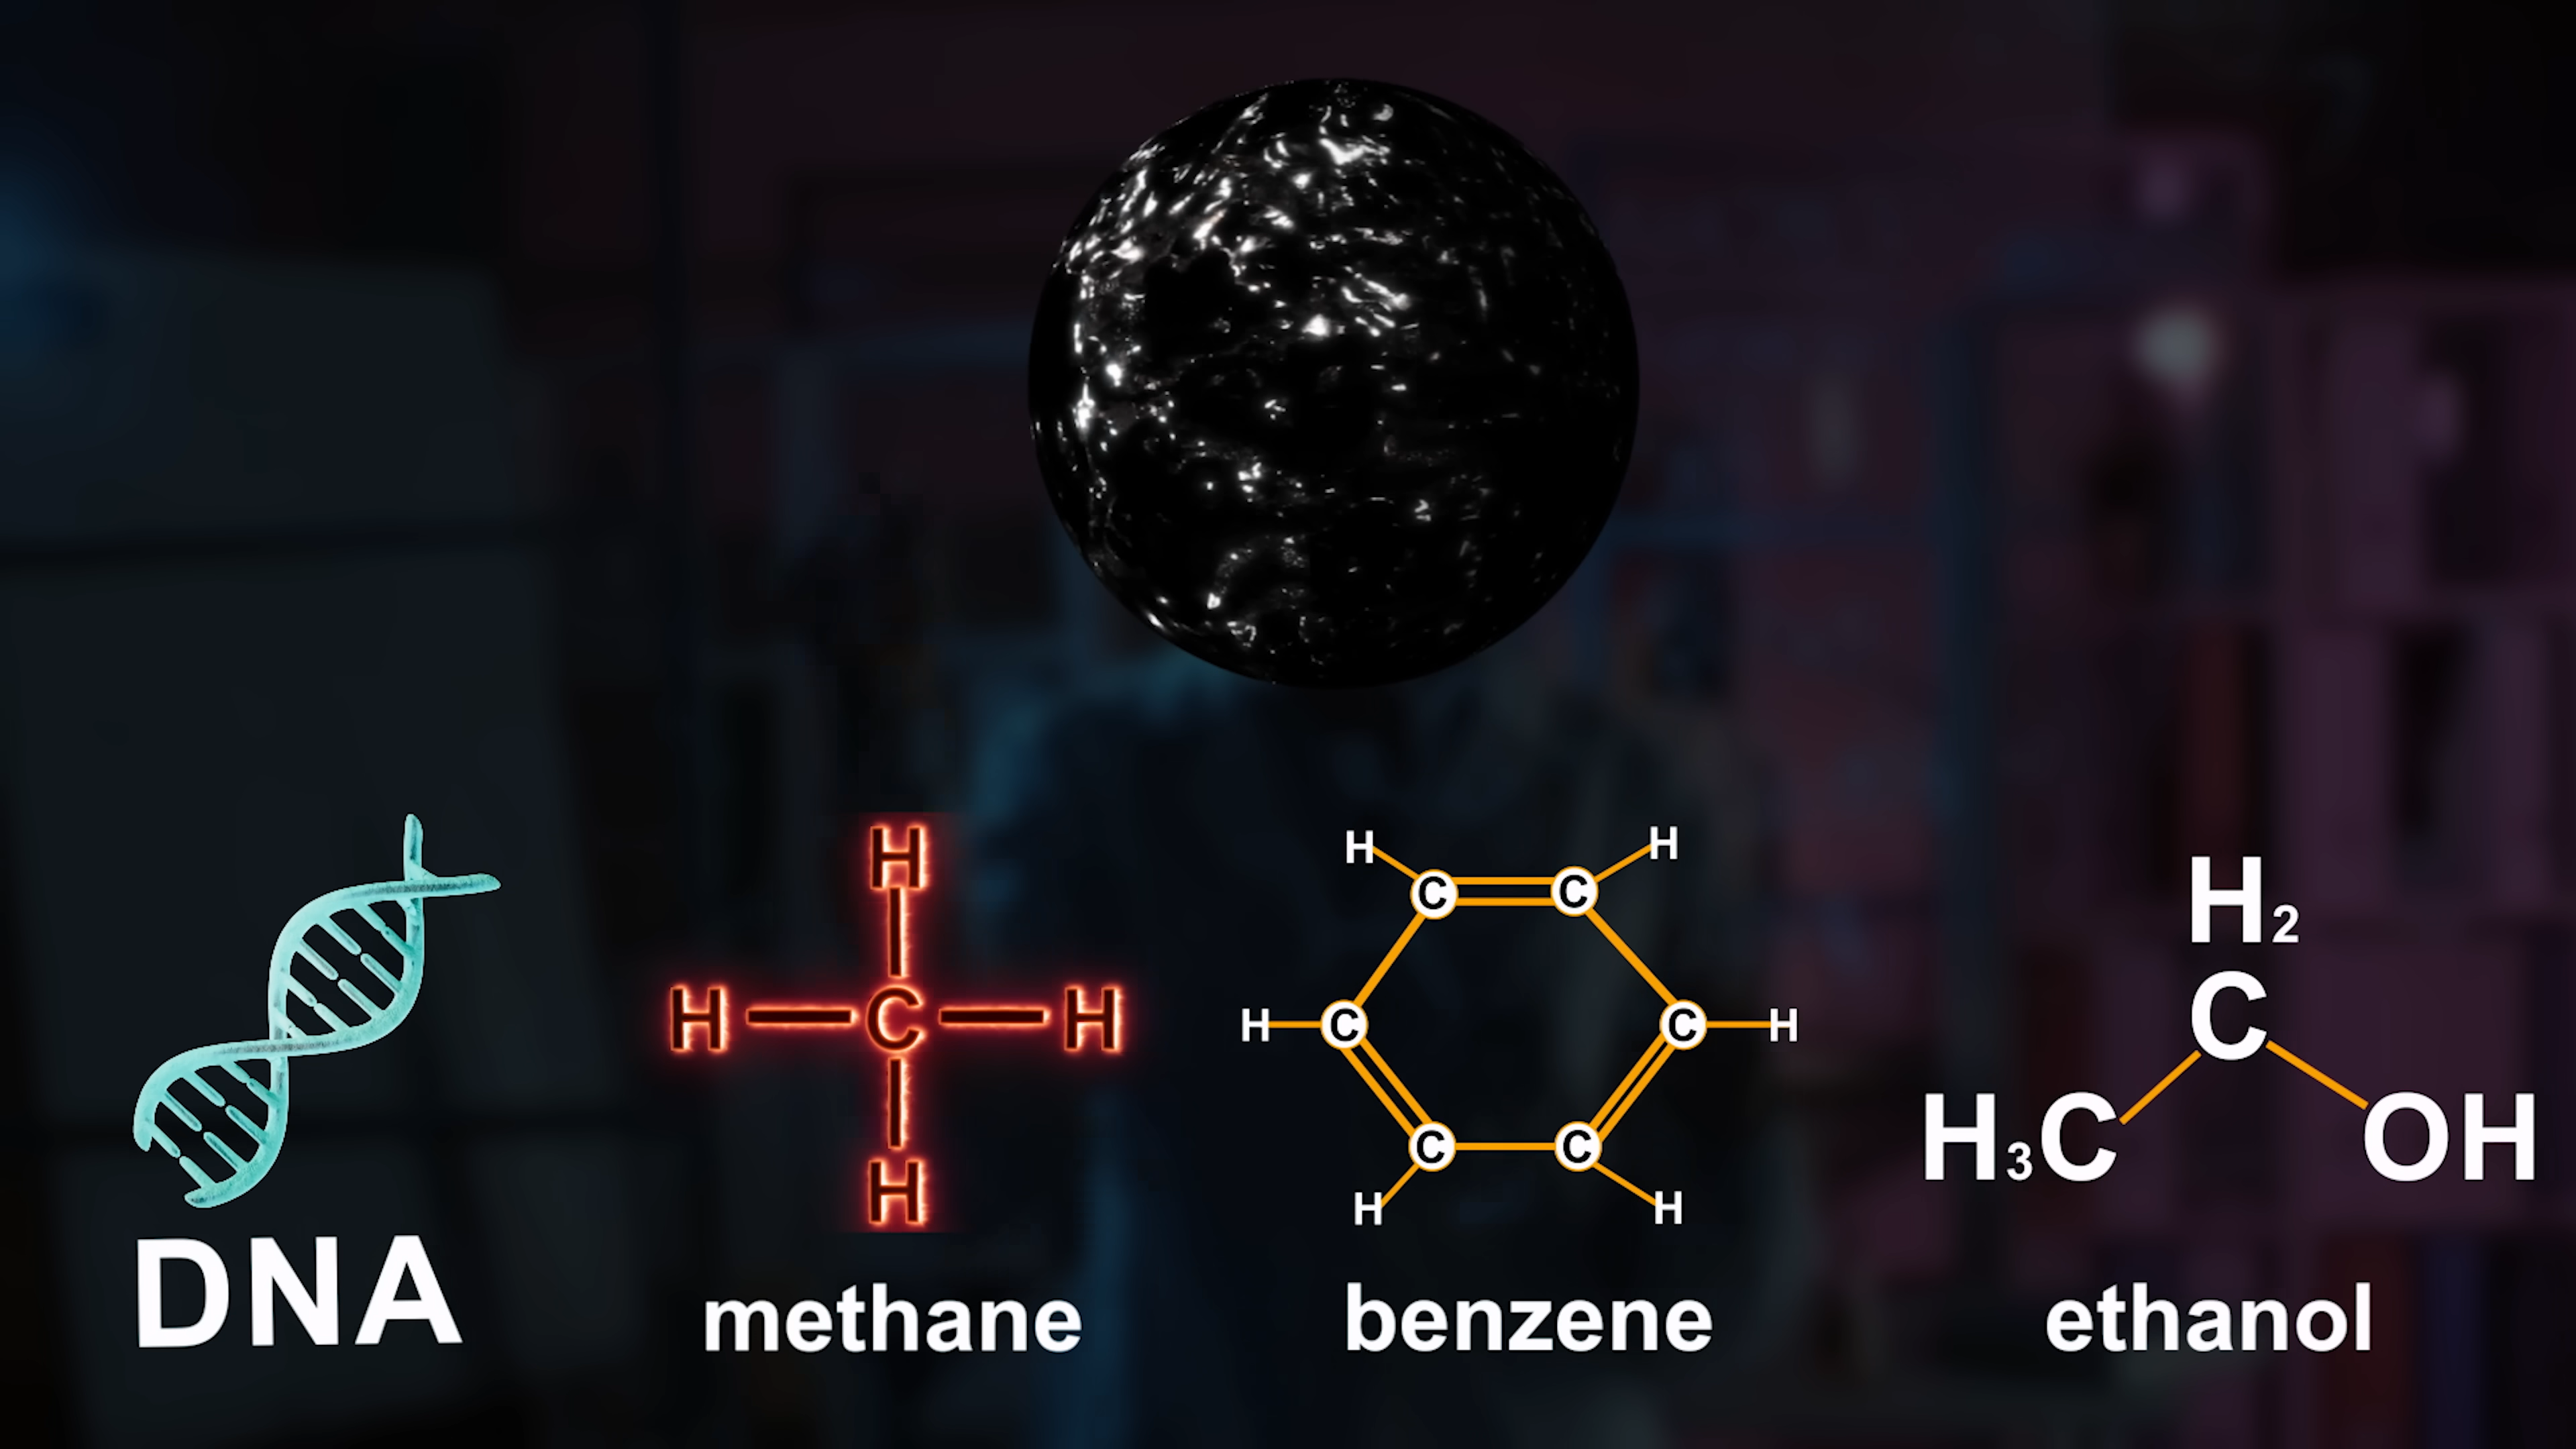 H H
H
C C
H2
H C H
H C C H
C
H3C OH
C C
H
H H
DNA methane benzene ethanol